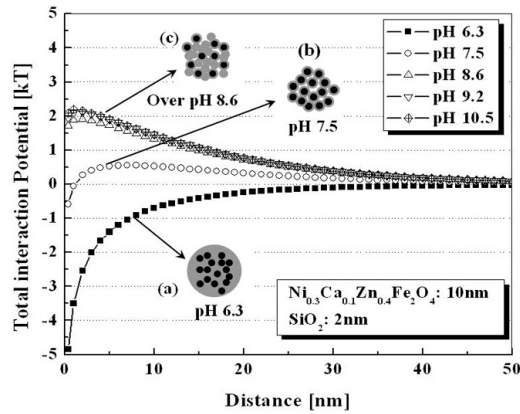 Total interaction Potential [kT]
5
4
3
2
1
0
-1
-2
-3
-4
-5
(c)
Over pH 8.6
(b)
pH 7.5
(a)
pH 6.3
pH 6.3
pH 7.5
pH 8.6
pH 9.2
pH 10.5
Ni0.3Ca0.1Zn0.4Fe2O4: 10nm
SiO2: 2nm
0 10 20 30 40 50
Distance [nm]